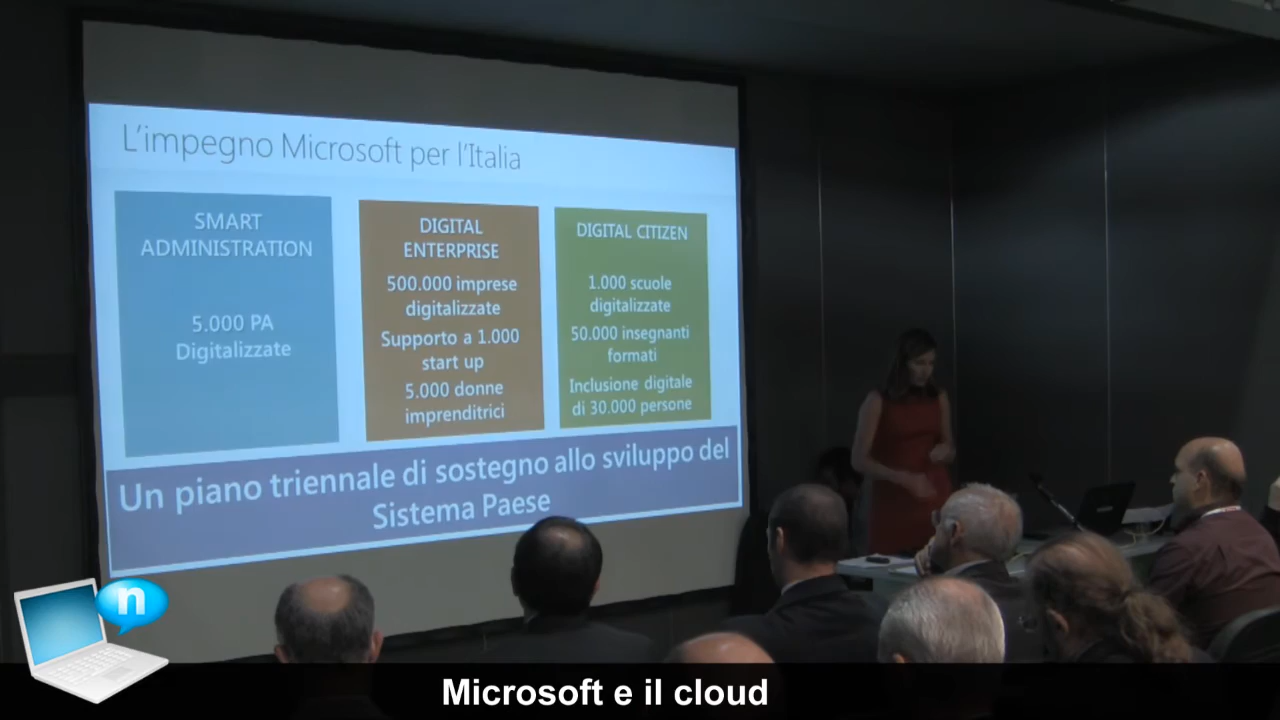 L'impegno Microsoft per l'Italia
SMART
ADMINISTRATION
5.000 PA
Digitalizzate
DIGITAL
ENTERPRISE
500.000 imprese
digitalizzate
Supporto a 1.000
start up
5.000 donne
imprenditrici
DIGITAL CITIZEN
1.000 scuole
digitalizzate
50.000 insegnanti
formati
Inclusione digitale
di 30.000 persone
Un piano triennale di sostegno allo sviluppo del
Sistema Paese
n
Microsoft e il cloud